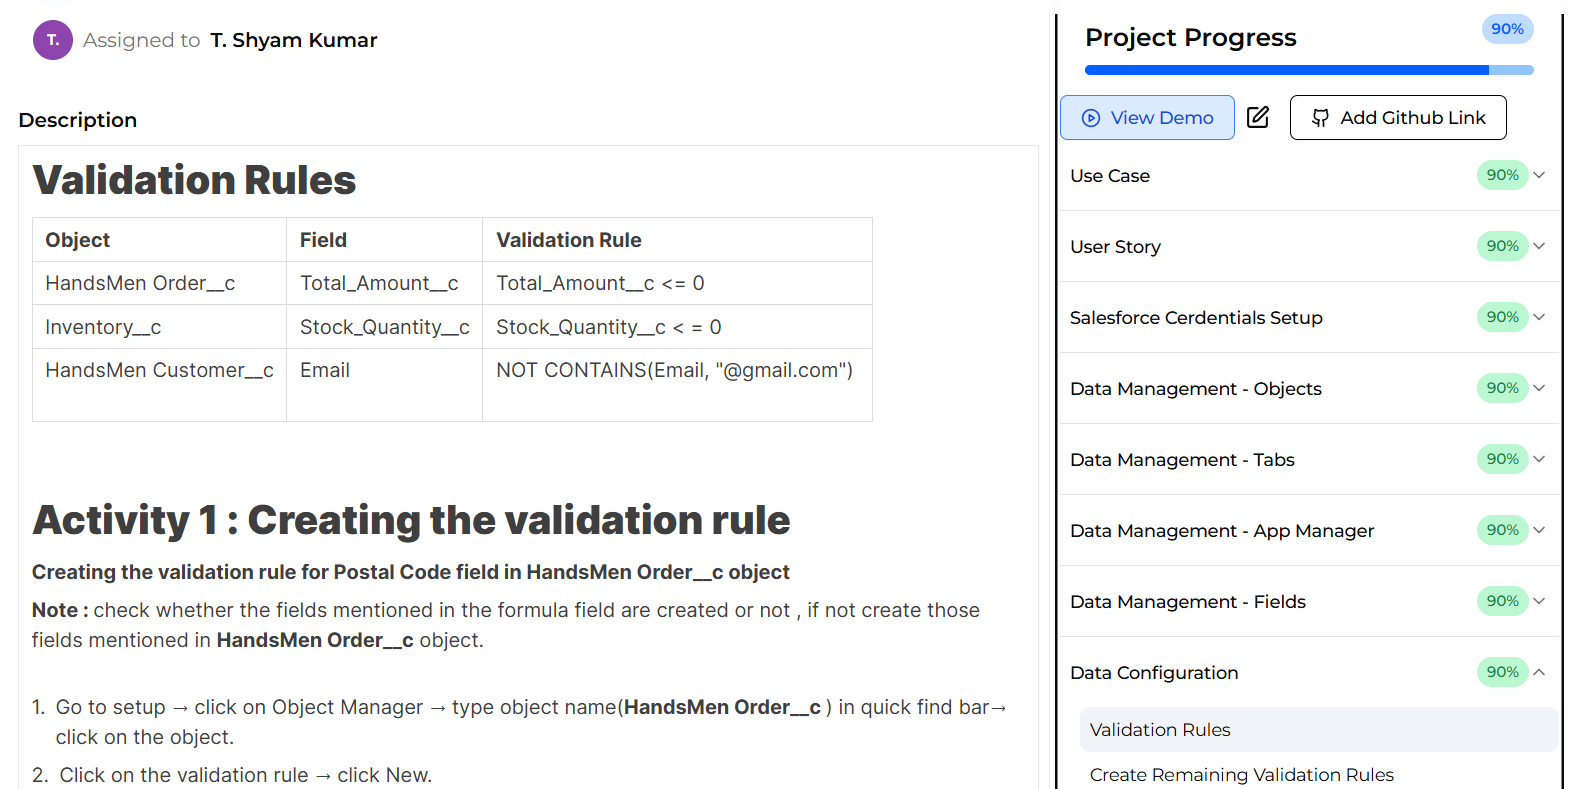 T. Assigned to T. Shyam Kumar
Description
Validation Rules
Object Field Validation Rule
HandsMen Order__c Total_Amount__c Total_Amount__c <= 0
Inventory__c Stock_Quantity__c Stock_Quantity__c < = 0
HandsMen Customer__c Email NOT CONTAINS(Email, "@gmail.com")
Activity 1 : Creating the validation rule
Creating the validation rule for Postal Code field in HandsMen Order__c object
Note : check whether the fields mentioned in the formula field are created or not , if not create those
fields mentioned in HandsMen Order__c object.
1. Go to setup → click on Object Manager → type object name(HandsMen Order__c ) in quick find bar→
click on the object.
2. Click on the validation rule → click New.
Project Progress 90%
View Demo Add Github Link
Use Case 90%
User Story 90%
Salesforce Cerdentials Setup 90%
Data Management - Objects 90%
Data Management - Tabs 90%
Data Management - App Manager 90%
Data Management - Fields 90%
Data Configuration 90%
Validation Rules
Create Remaining Validation Rules